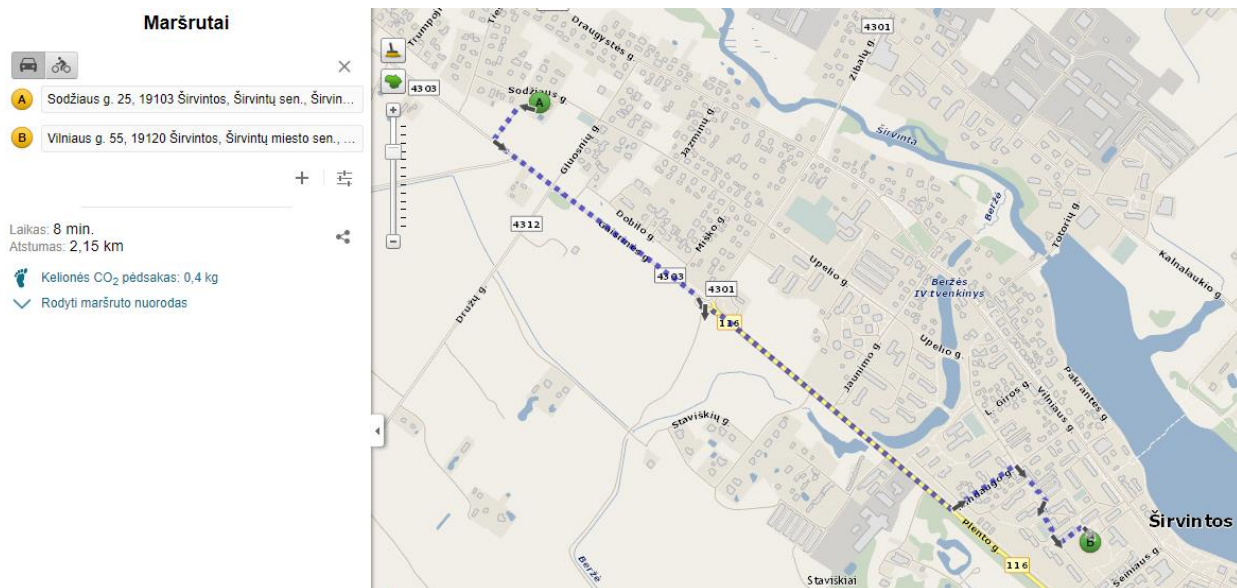 Maršrutai
A
Sodžiaus g. 25, 19103 Širvintos, Širvintų sen., Širvin...
B
Vilniaus g. 55, 19120 Širvintos, Širvintų miesto sen., ...
Laikas: 8 min.
Atstumas: 2,15 km
Kelionės CO2 pėdsakas: 0,4 kg
Rodyti maršruto nuorodas
Draugystės g.
4301
Zibalų g.
4303
Sodžiaus g.
A
Gluosnių g.
Jazminų g.
Širvinta
Beržė
Totorių g.
4312
Dobilo g.
Miško g.
Kalnalaukio g.
Upelio g.
4303
4301
Beržės
IV tvenkinys
Družų g.
116
Upelio g.
Jaunimo g.
Pakrantės g.
L. Giros g.
Vilniaus g.
Staviškių g.
Širvintos
Plento g.
B
116
Seiniaus g.
Beržė
Staviškiai